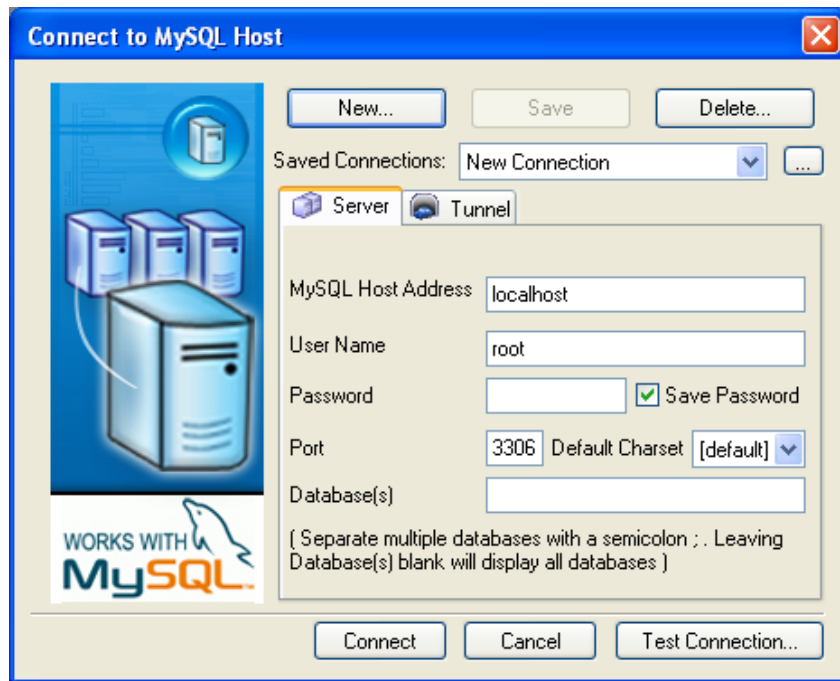 Connect to MySQL Host
New... Save Delete...
Saved Connections: New Connection ...
Server Tunnel
MySQL Host Address localhost
User Name root
Password Save Password
Port 3306 Default Charset [default]
Database(s)
( Separate multiple databases with a semicolon ; . Leaving
Database(s) blank will display all databases )
WORKS WITH
MySQL™
Connect Cancel Test Connection...